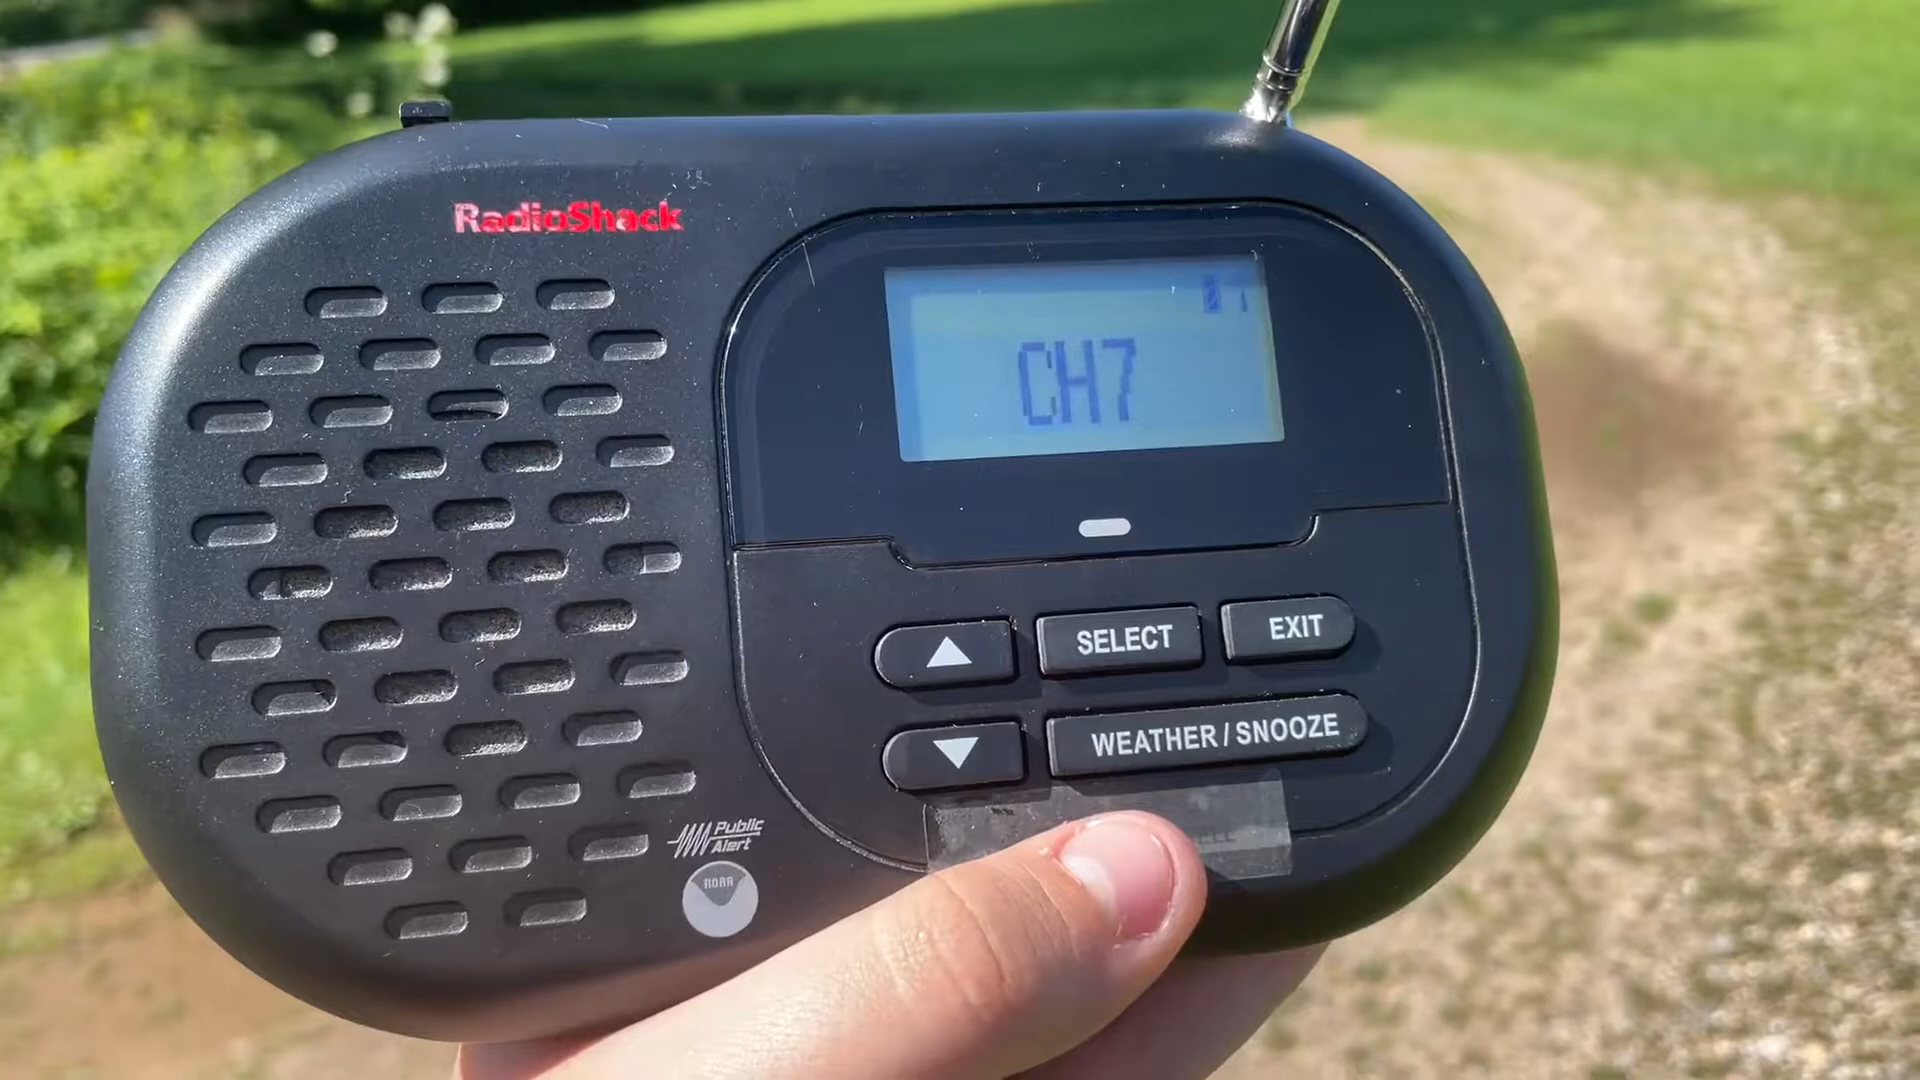 RadioShack
CH7
SELECT
EXIT
WEATHER / SNOOZE
Public
Alert
NOAA